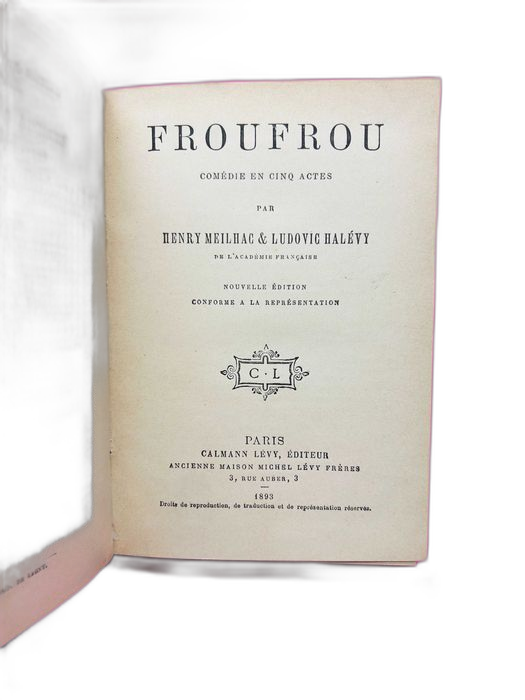 FROUFROU
COMÉDIE EN CINQ ACTES
PAR
HENRY MEILHAC & LUDOVIC HALÉVY
DE L'ACADÉMIE FRANÇAISE
NOUVELLE ÉDITION
CONFORME A LA REPRÉSENTATION
C · L
PARIS
CALMANN LÉVY, ÉDITEUR
ANCIENNE MAISON MICHEL LÉVY FRÈRES
3, RUE AUBER, 3
1893
Droits de reproduction, de traduction et de représentation réservés.